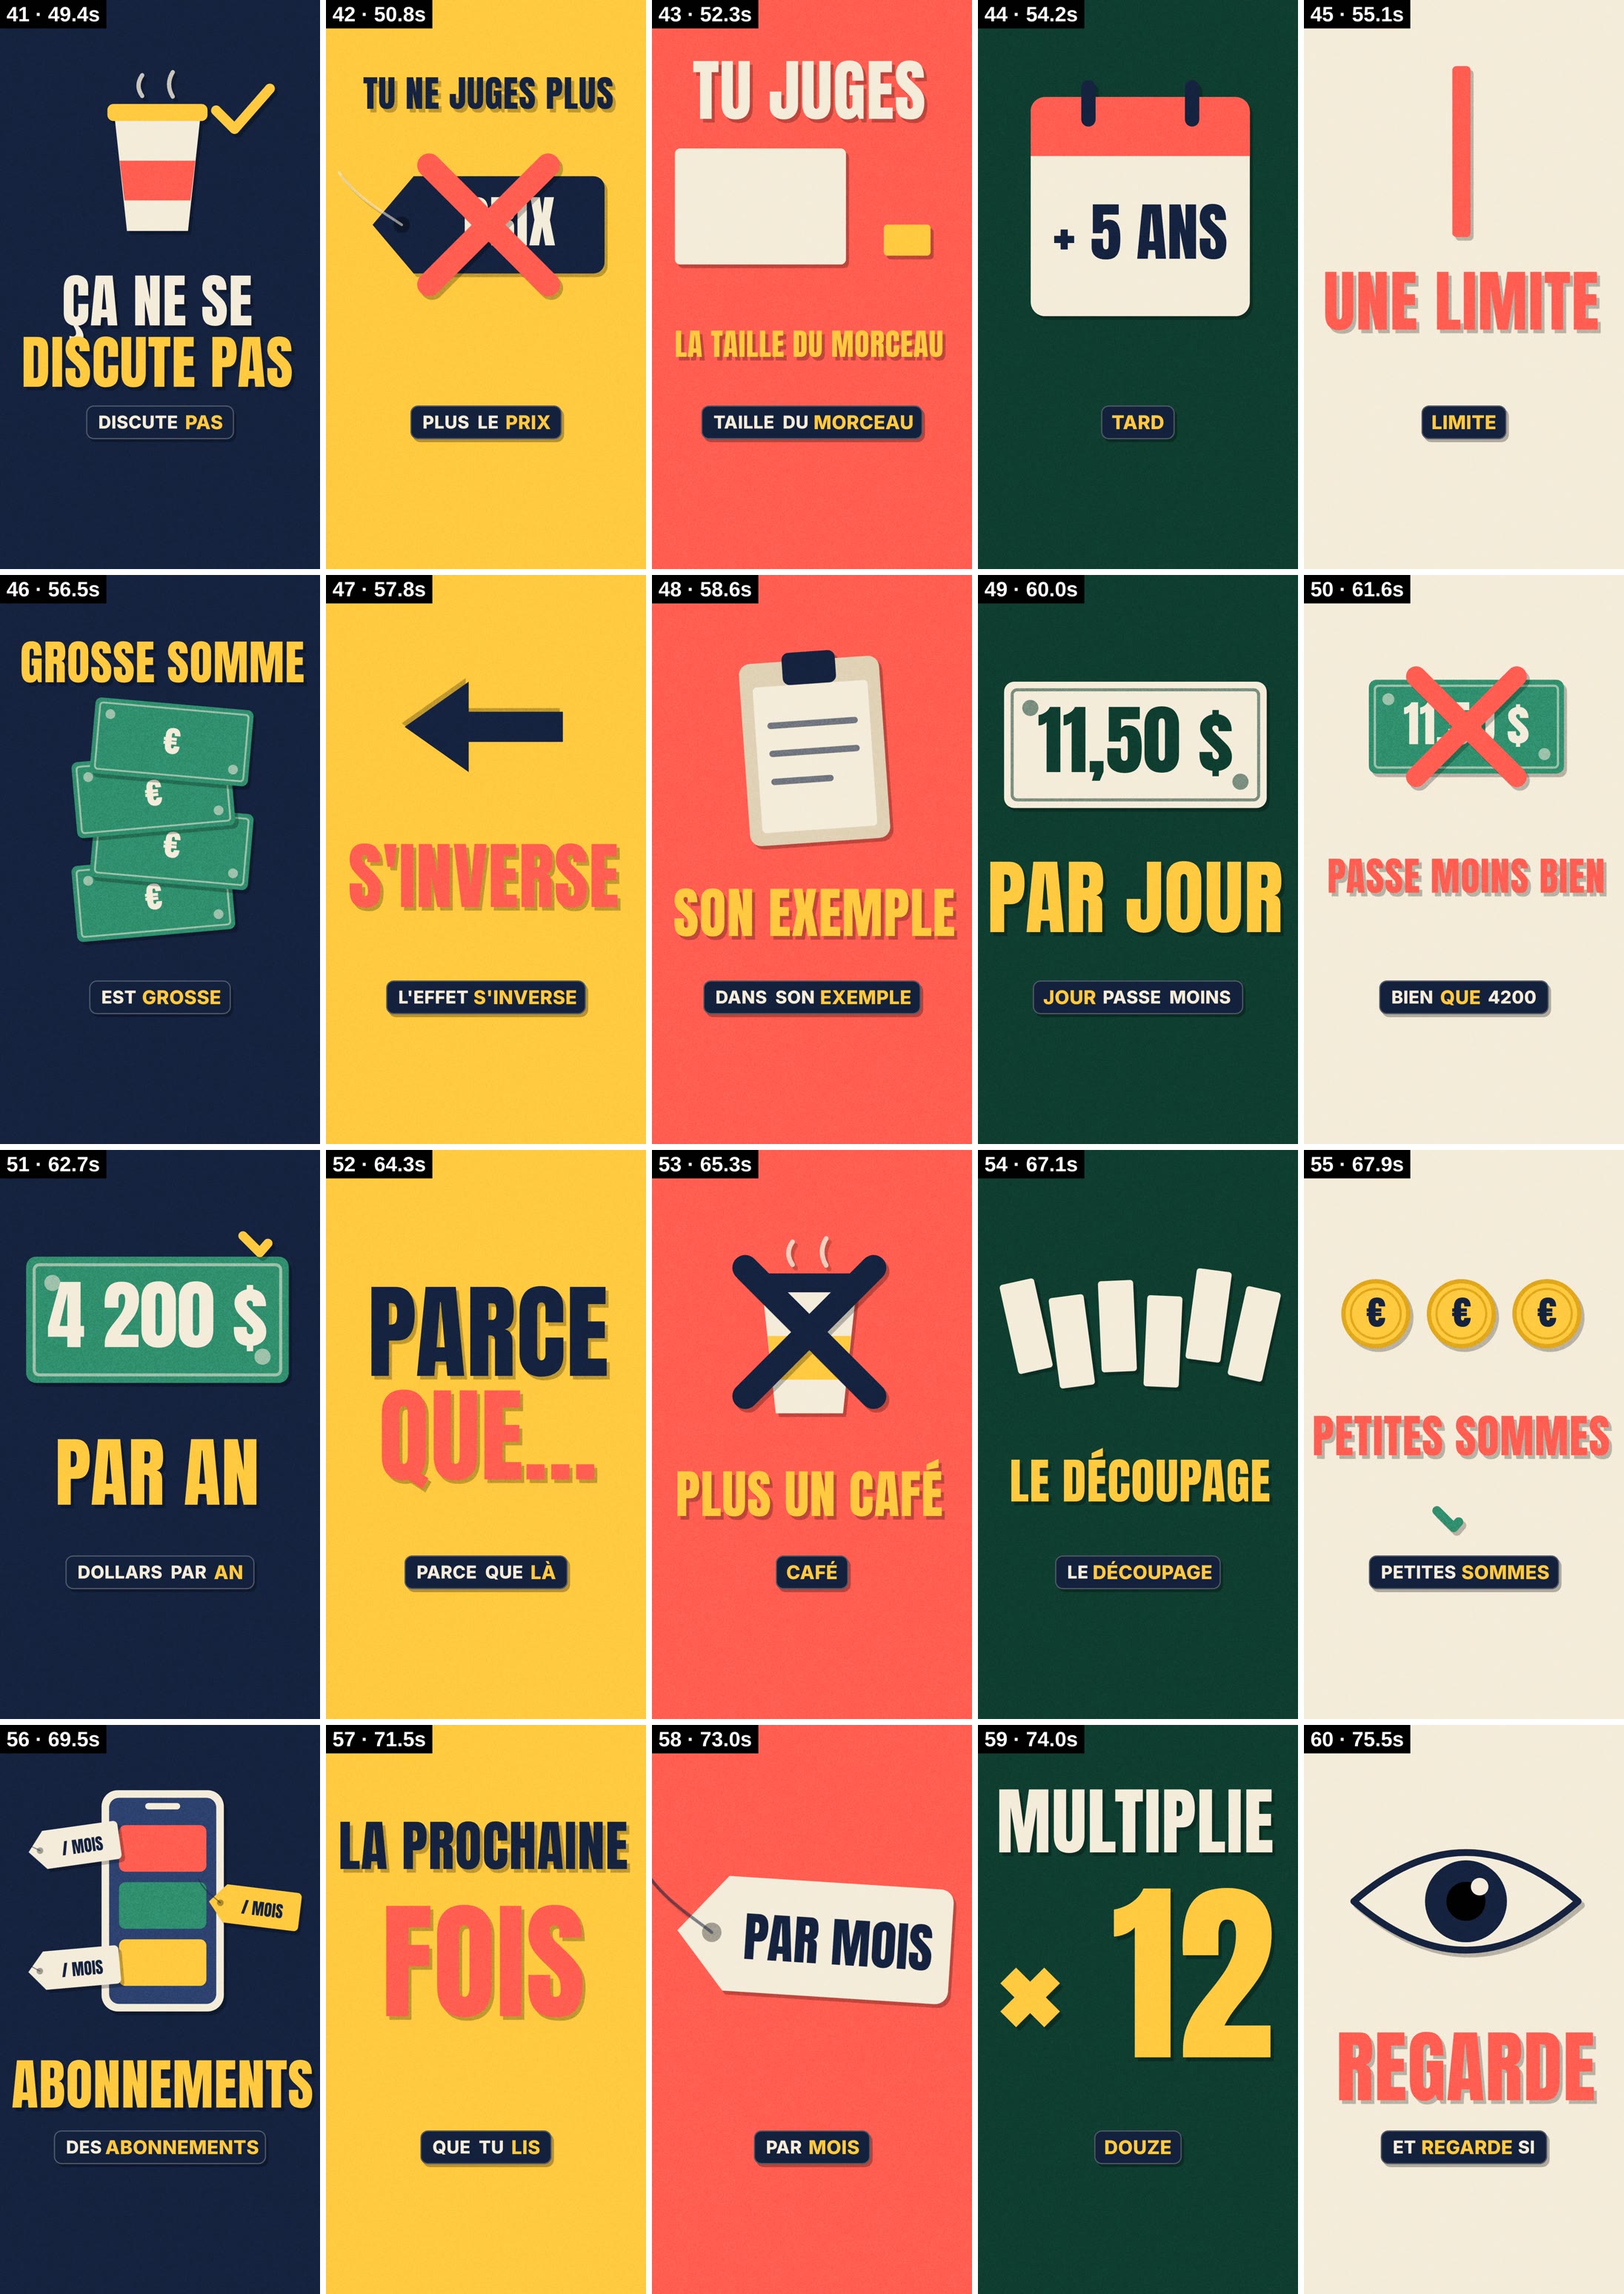 41 · 49.4s
ÇA NE SE
DISCUTE PAS
DISCUTE PAS
42 · 50.8s
TU NE JUGES PLUS
PRIX
PLUS LE PRIX
43 · 52.3s
TU JUGES
LA TAILLE DU MORCEAU
TAILLE DU MORCEAU
44 · 54.2s
+ 5 ANS
TARD
45 · 55.1s
UNE LIMITE
LIMITE
46 · 56.5s
GROSSE SOMME
€
€
€
€
EST GROSSE
47 · 57.8s
S'INVERSE
L'EFFET S'INVERSE
48 · 58.6s
SON EXEMPLE
DANS SON EXEMPLE
49 · 60.0s
11,50 $
PAR JOUR
JOUR PASSE MOINS
50 · 61.6s
11,50 $
PASSE MOINS BIEN
BIEN QUE 4200
51 · 62.7s
4 200 $
PAR AN
DOLLARS PAR AN
52 · 64.3s
PARCE
QUE...
PARCE QUE LÀ
53 · 65.3s
PLUS UN CAFÉ
CAFÉ
54 · 67.1s
LE DÉCOUPAGE
LE DÉCOUPAGE
55 · 67.9s
€ € €
PETITES SOMMES
PETITES SOMMES
56 · 69.5s
/ MOIS
/ MOIS
/ MOIS
ABONNEMENTS
DES ABONNEMENTS
57 · 71.5s
LA PROCHAINE
FOIS
QUE TU LIS
58 · 73.0s
PAR MOIS
PAR MOIS
59 · 74.0s
MULTIPLIE
× 12
DOUZE
60 · 75.5s
REGARDE
ET REGARDE SI